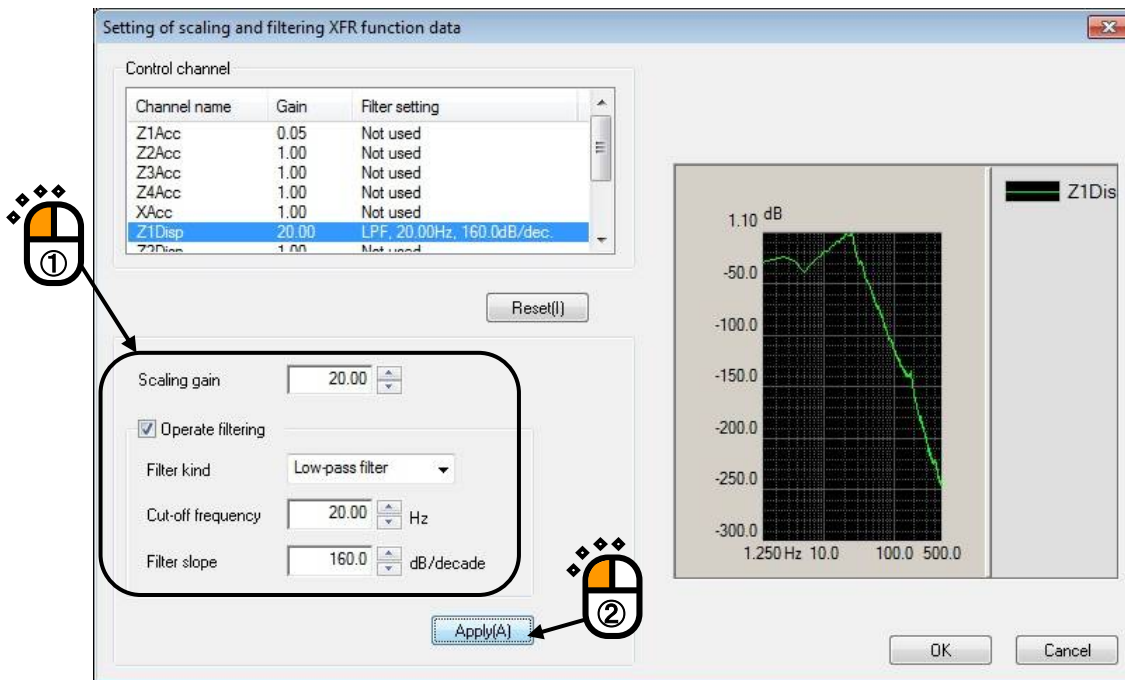 Setting of scaling and filtering XFR function data
Control channel
Channel name Gain Filter setting
Z1Acc 0.05 Not used
Z2Acc 1.00 Not used
Z3Acc 1.00 Not used
Z4Acc 1.00 Not used
XAcc 1.00 Not used
Z1Disp 20.00 LPF, 20.00Hz, 160.0dB/dec.
Z2Disp 1.00 Not used
①
Reset(I)
Scaling gain 20.00
Operate filtering
Filter kind Low-pass filter
Cut-off frequency 20.00 Hz
Filter slope 160.0 dB/decade
②
Apply(A)
Z1Dis
1.10 dB
-50.0
-100.0
-150.0
-200.0
-250.0
-300.0
1.250 Hz 10.0 100.0 500.0
OK Cancel